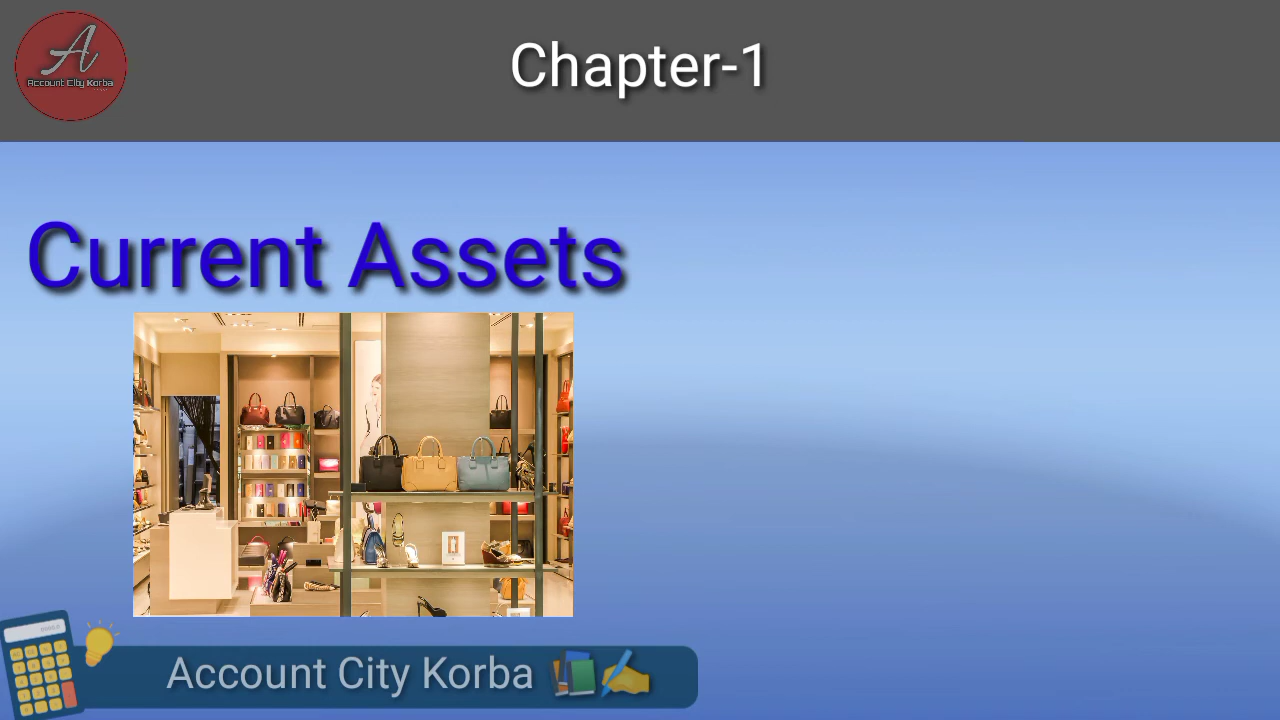 A
Account City Korba
Chapter-1
Current Assets
Account City Korba